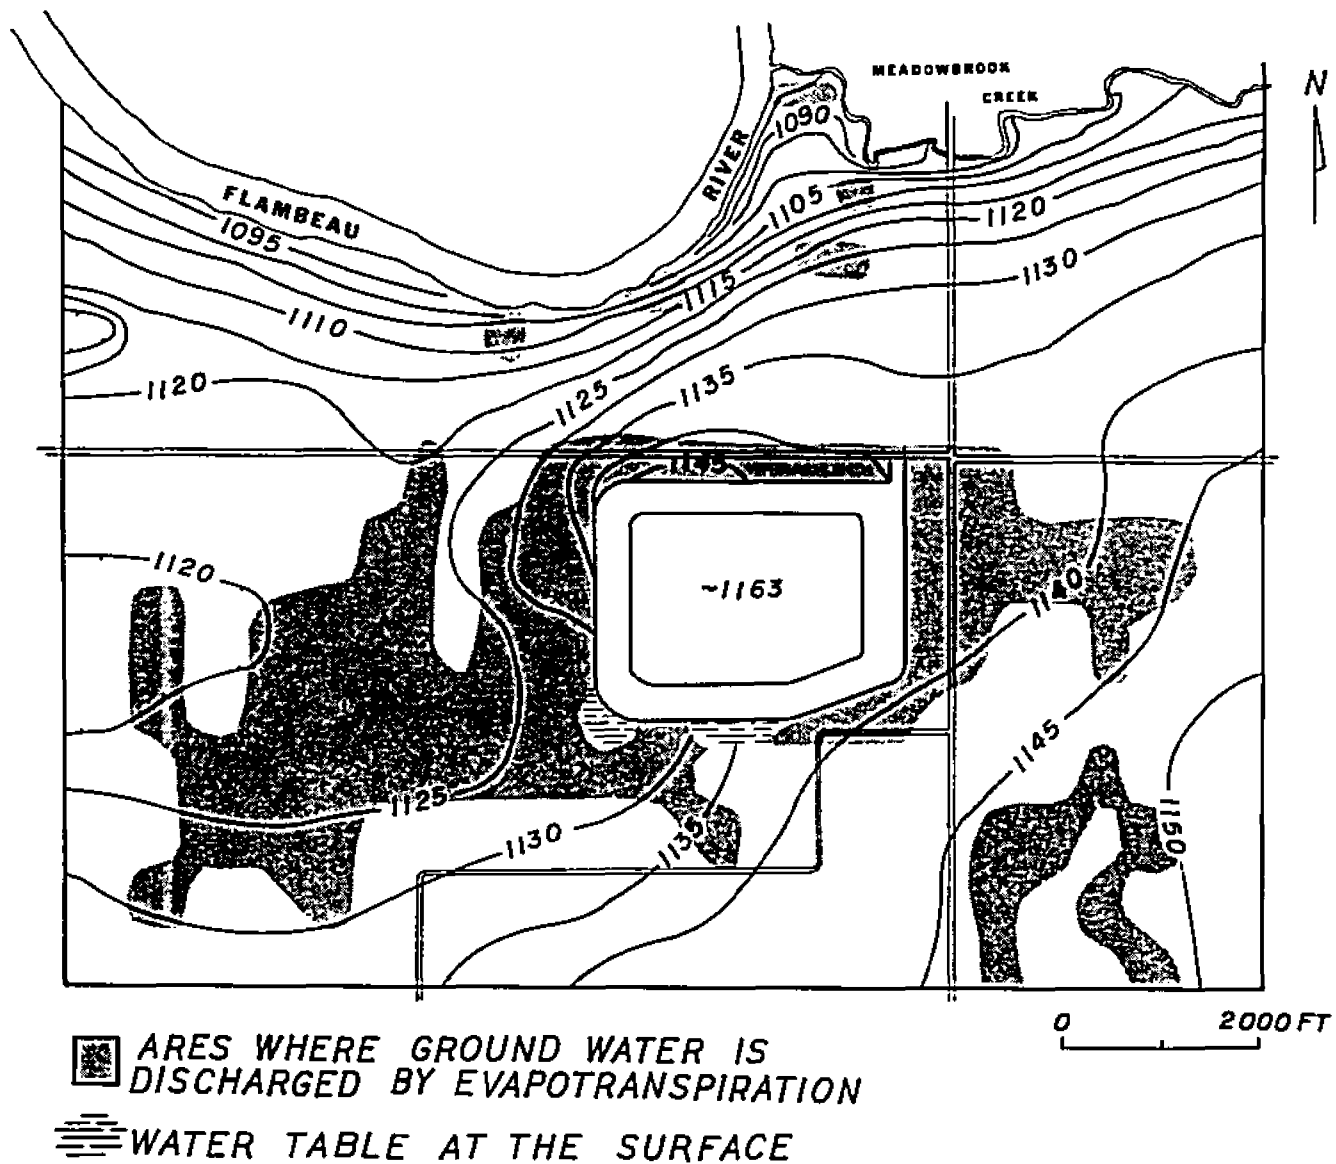 MEADOWBROOK
CREEK
N
1090
RIVER
FLAMBEAU
1095
1105
1120
1130
1115
1110
1120
1125
1135
1145
1120
~1163
1140
1145
1125
1130
1135
1150
0 2000 FT
ARES WHERE GROUND WATER IS
DISCHARGED BY EVAPOTRANSPIRATION
WATER TABLE AT THE SURFACE